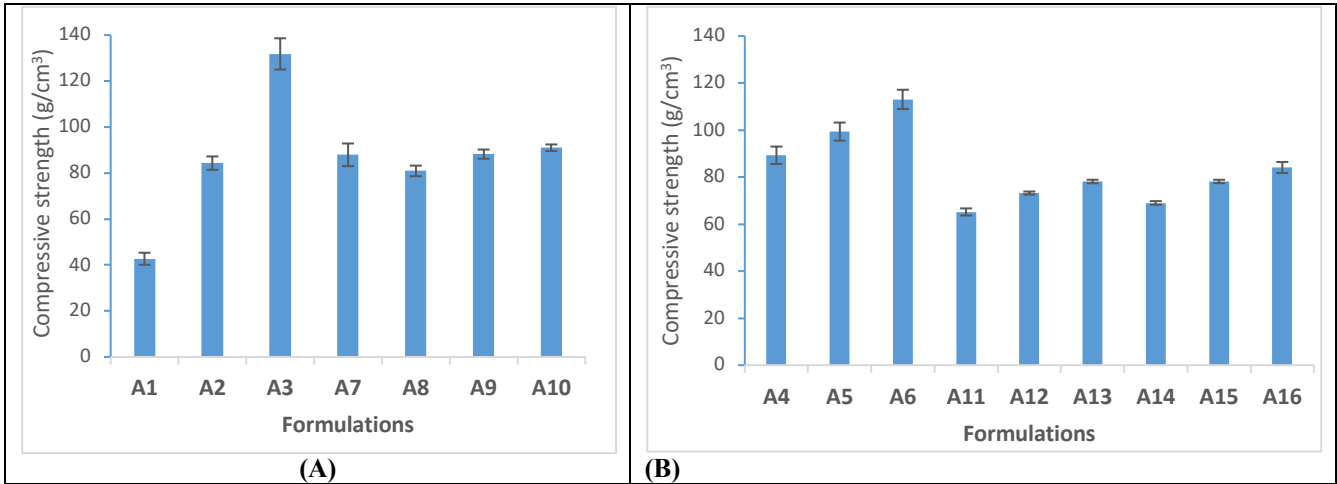 Compressive strength (g/cm³)
140
120
100
80
60
40
20
0
A1 A2 A3 A7 A8 A9 A10
Formulations
(A)
Compressive strength (g/cm³)
140
120
100
80
60
40
20
0
A4 A5 A6 A11 A12 A13 A14 A15 A16
Formulations
(B)